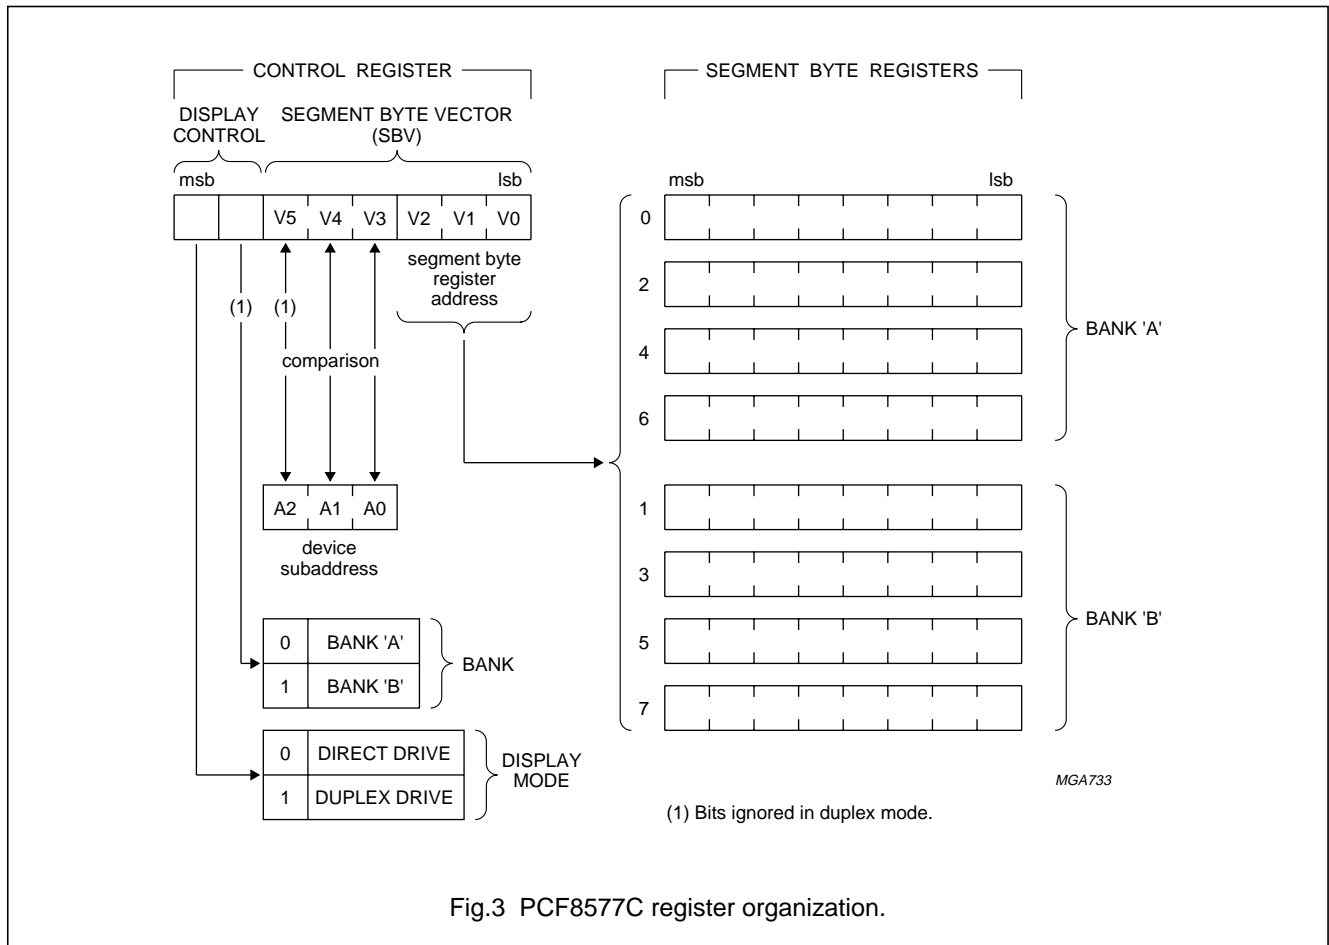 CONTROL REGISTER
DISPLAY CONTROL
SEGMENT BYTE VECTOR (SBV)
msb
lsb
V5 V4 V3 V2 V1 V0
segment byte register address
(1) (1)
comparison
A2 A1 A0
device subaddress
0 BANK 'A'
1 BANK 'B'
BANK
0 DIRECT DRIVE
1 DUPLEX DRIVE
DISPLAY MODE
SEGMENT BYTE REGISTERS
msb
lsb
0
2
4
6
BANK 'A'
1
3
5
7
BANK 'B'
MGA733
(1) Bits ignored in duplex mode.
Fig.3 PCF8577C register organization.